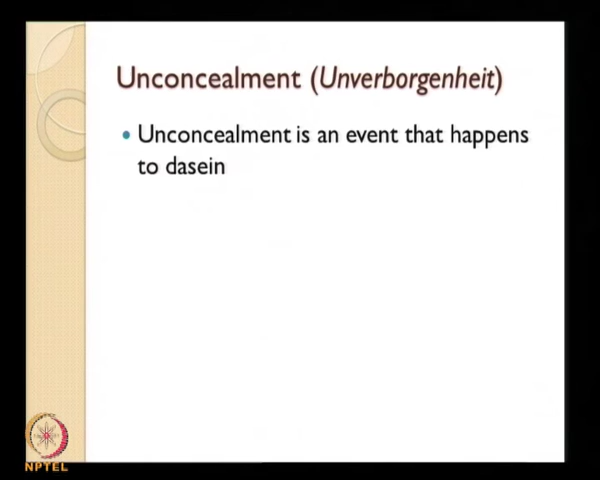 Unconcealment (Unverborgenheit)
• Unconcealment is an event that happens
to dasein
NPTEL